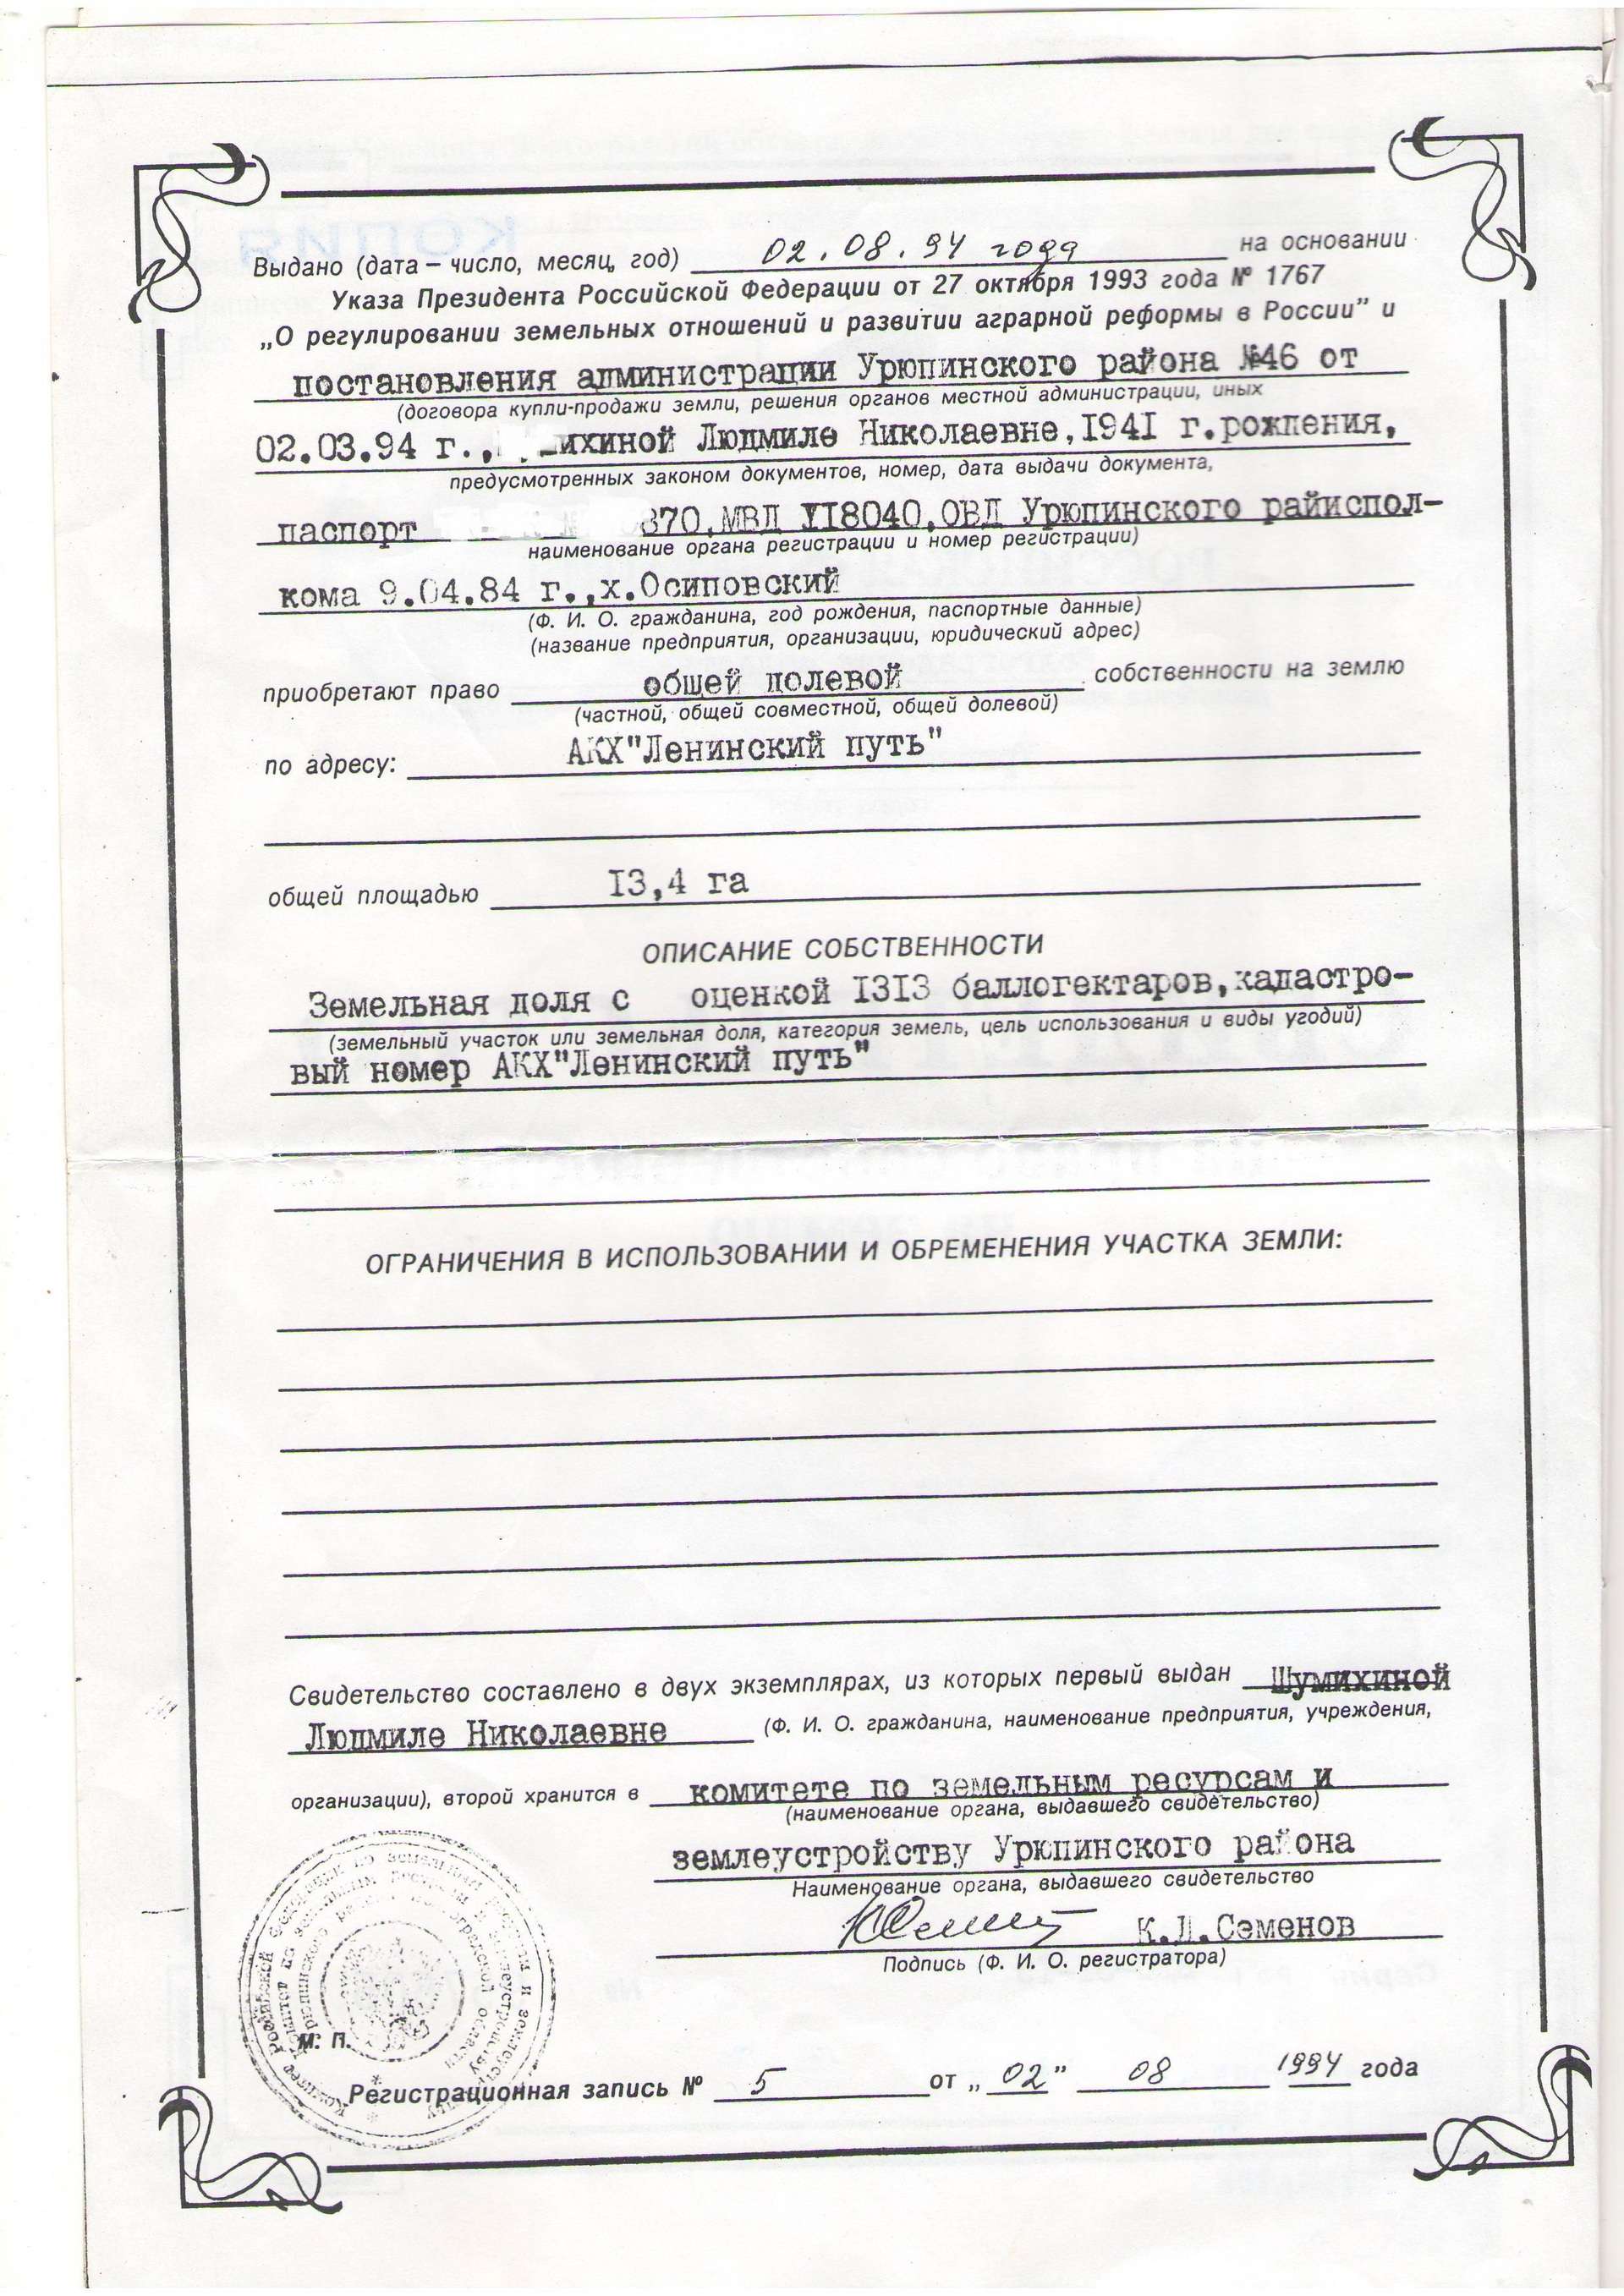 Выдано (дата – число, месяц, год) 02.08.94 года на основании
Указа Президента Российской Федерации от 27 октября 1993 года № 1767
„О регулировании земельных отношений и развитии аграрной реформы в России” и
постановления администрации Урюпинского района №46 от
(договора купли-продажи земли, решения органов местной администрации, иных
02.03.94 г., ихиной Людмиле Николаевне,I94I г.рождения,
предусмотренных законом документов, номер, дата выдачи документа,
паспорт 870,МВД II8040,ОВД Урюпинского райиспол-
наименование органа регистрации и номер регистрации)
кома 9.04.84 г.,х.Осиповский
(Ф. И. О. гражданина, год рождения, паспортные данные)
(название предприятия, организации, юридический адрес)
приобретают право общей долевой собственности на землю
(частной, общей совместной, общей долевой)
по адресу: АКХ"Ленинский путь"
общей площадью I3,4 га
ОПИСАНИЕ СОБСТВЕННОСТИ
Земельная доля с оценкой I3I3 баллогектаров,кадастро-
(земельный участок или земельная доля, категория земель, цель использования и виды угодий)
вый номер АКХ"Ленинский путь"
ОГРАНИЧЕНИЯ В ИСПОЛЬЗОВАНИИ И ОБРЕМЕНЕНИЯ УЧАСТКА ЗЕМЛИ:
Свидетельство составлено в двух экземплярах, из которых первый выдан Шумихиной
Людмиле Николаевне (Ф. И. О. гражданина, наименование предприятия, учреждения,
организации), второй хранится в комитете по земельным ресурсам и
(наименование органа, выдавшего свидетельство)
землеустройству Урюпинского района
Наименование органа, выдавшего свидетельство
К.Д.Семенов
Подпись (Ф. И. О. регистратора)
М. П.
Регистрационная запись № 5 от „ 02 ” 08 1994 года